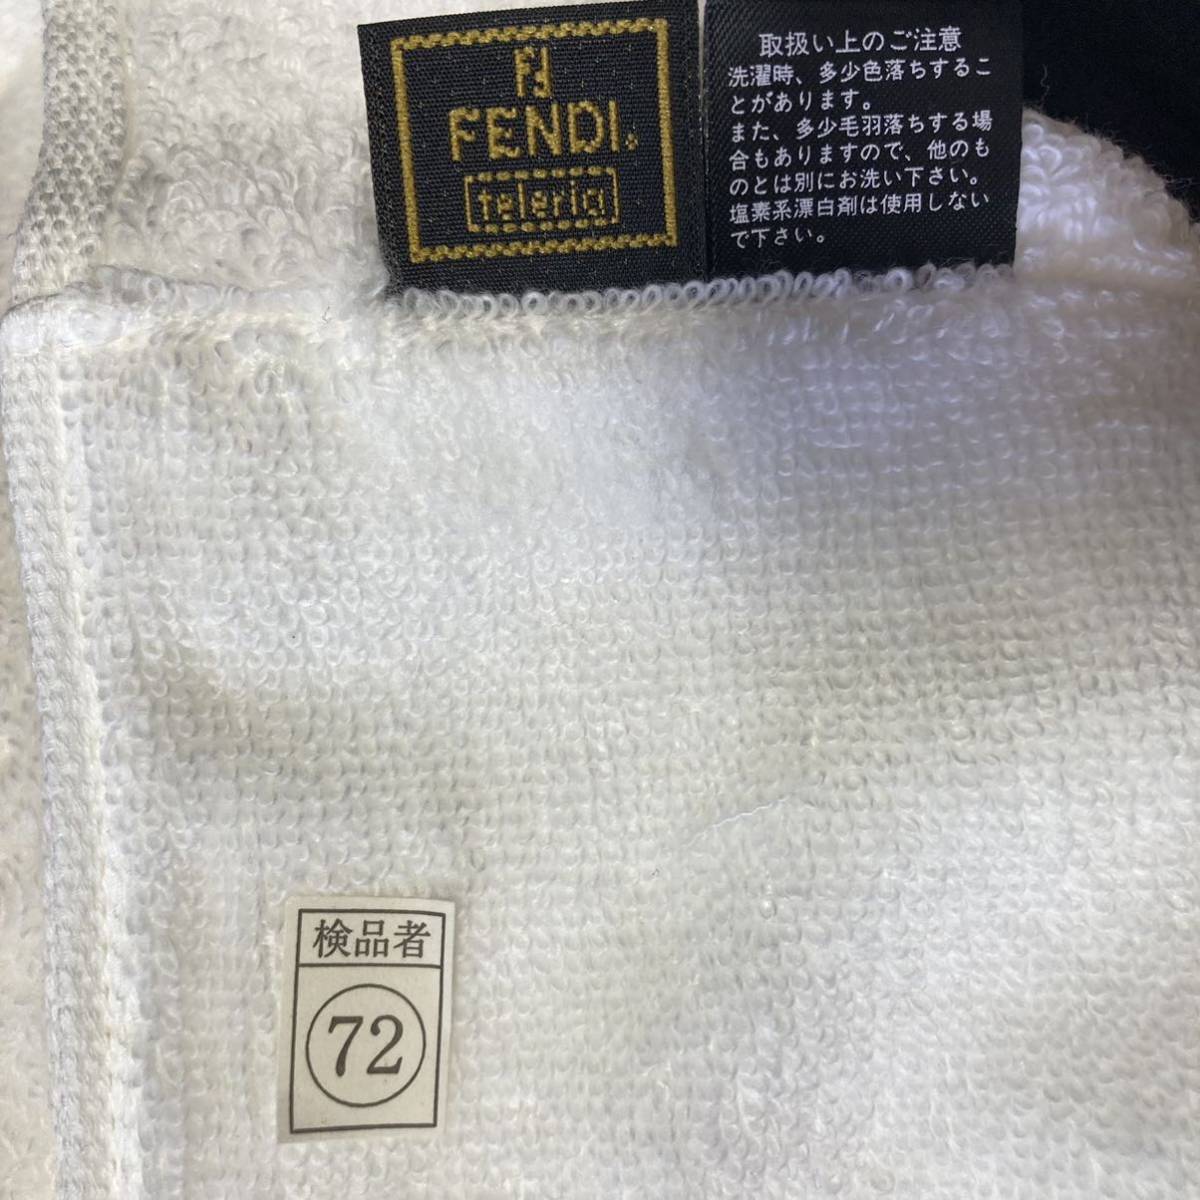 FENDI
teleria
取扱い上のご注意
洗濯時、多少色落ちするこ
とがあります。
また、多少毛羽落ちする場
合もありますので、他のも
のとは別にお洗い下さい。
塩素系漂白剤は使用しない
で下さい。
検品者
72